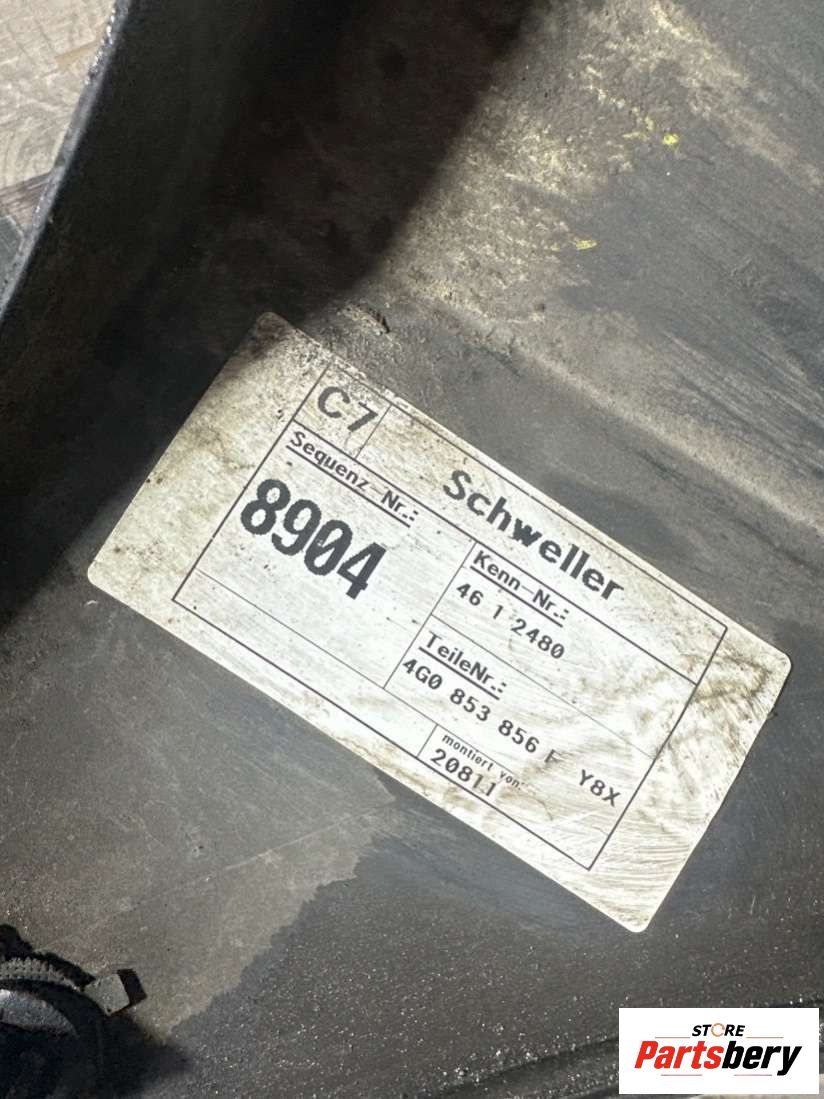 C7
Schweller
Sequenz-Nr.:
8904
Kenn-Nr.:
46 1 2480
TeileNr.:
4G0 853 856 F Y8X
montiert von:
20811
STORE
Partsbery